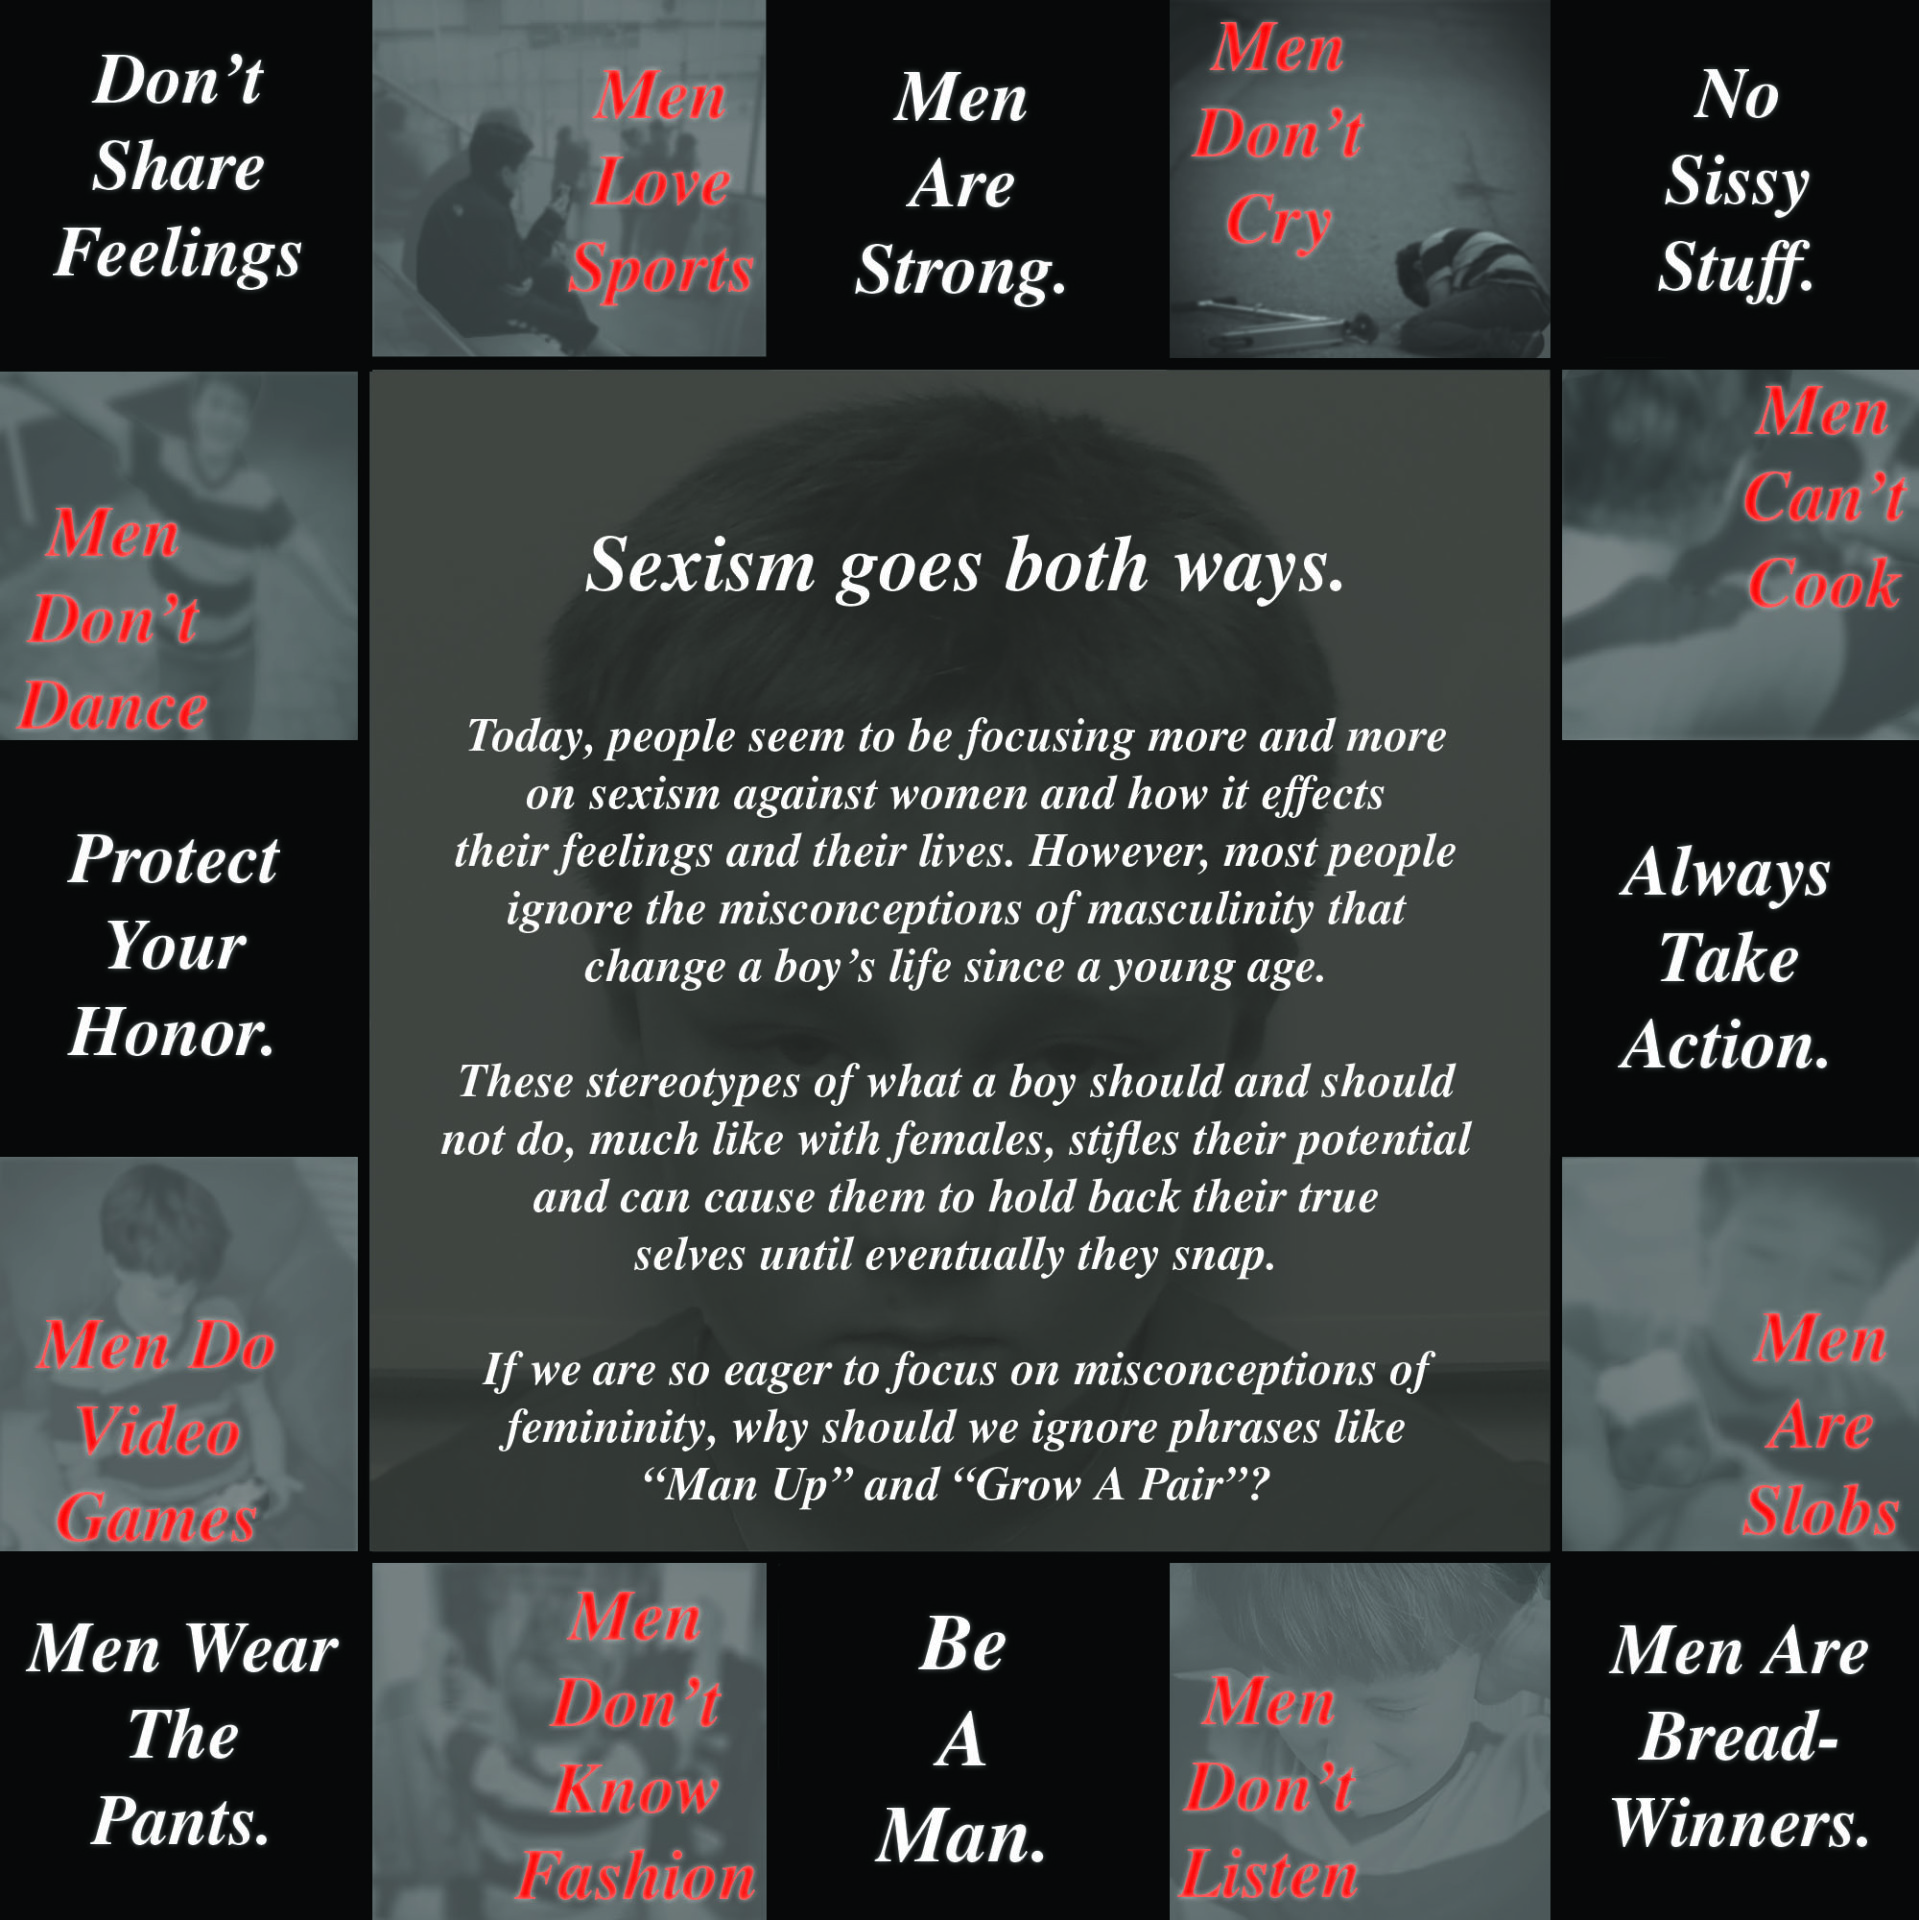 Don't
Share
Feelings
Men
Love
Sports
Men
Are
Strong.
Men
Don't
Cry
No
Sissy
Stuff.
Men
Don't
Dance
Sexism goes both ways.
Today, people seem to be focusing more and more
on sexism against women and how it effects
their feelings and their lives. However, most people
ignore the misconceptions of masculinity that
change a boy's life since a young age.
These stereotypes of what a boy should and should
not do, much like with females, stifles their potential
and can cause them to hold back their true
selves until eventually they snap.
If we are so eager to focus on misconceptions of
femininity, why should we ignore phrases like
“Man Up” and “Grow A Pair”?
Men
Can't
Cook
Protect
Your
Honor.
Always
Take
Action.
Men Do
Video
Games
Men
Are
Slobs
Men Wear
The
Pants.
Men
Don't
Know
Fashion
Be
A
Man.
Men
Don't
Listen
Men Are
Bread-
Winners.